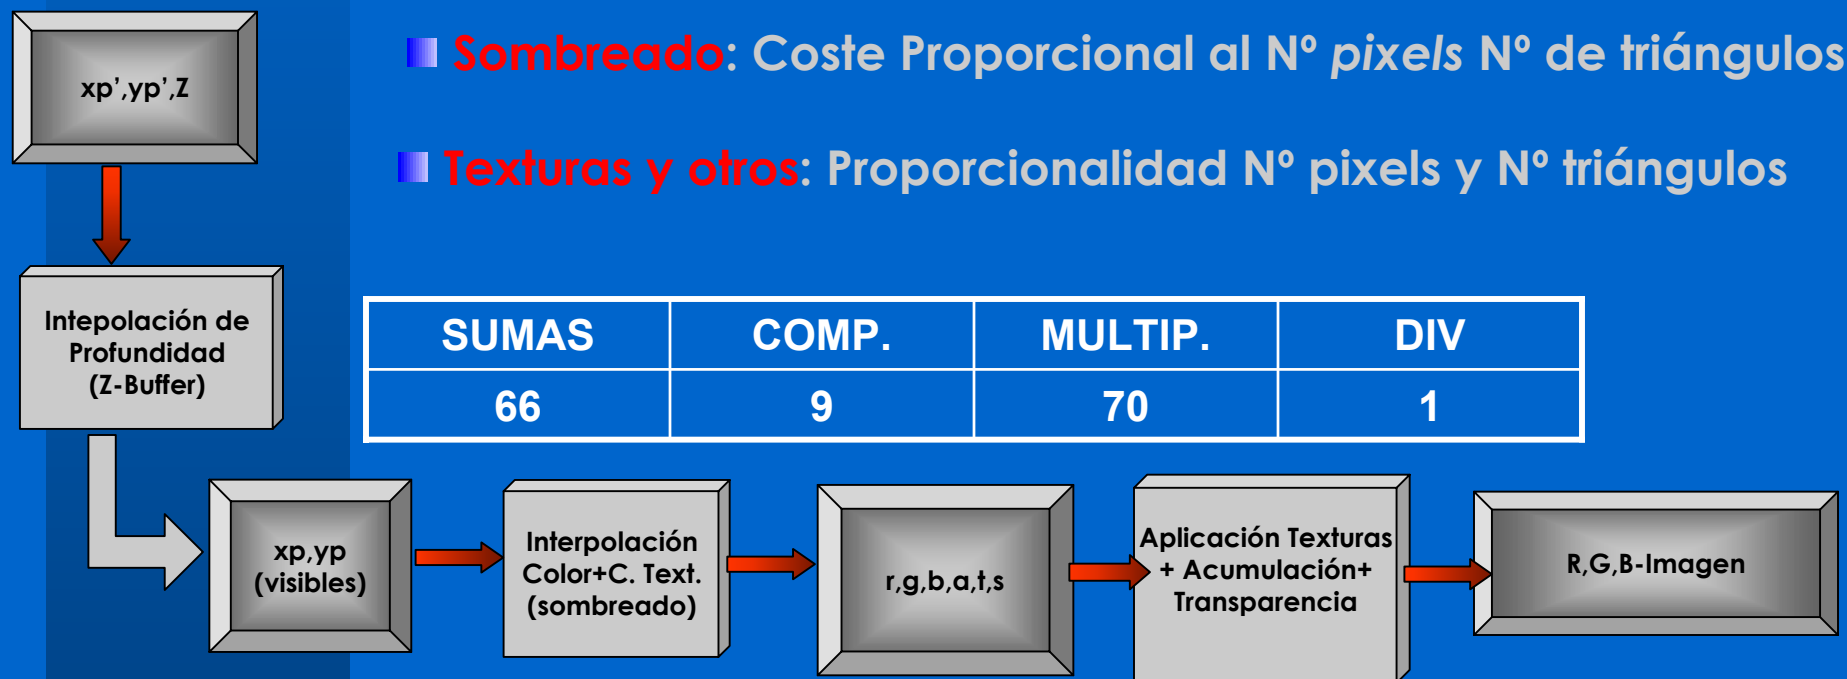 xp’,yp’,Z
Sombreado: Coste Proporcional al Nº pixels Nº de triángulos
Texturas y otros: Proporcionalidad Nº pixels y Nº triángulos
Intepolación de
Profundidad
(Z-Buffer)
SUMAS COMP. MULTIP. DIV
66 9 70 1
xp,yp
(visibles)
Interpolación
Color+C. Text.
(sombreado)
r,g,b,a,t,s
Aplicación Texturas
+ Acumulación+
Transparencia
R,G,B-Imagen